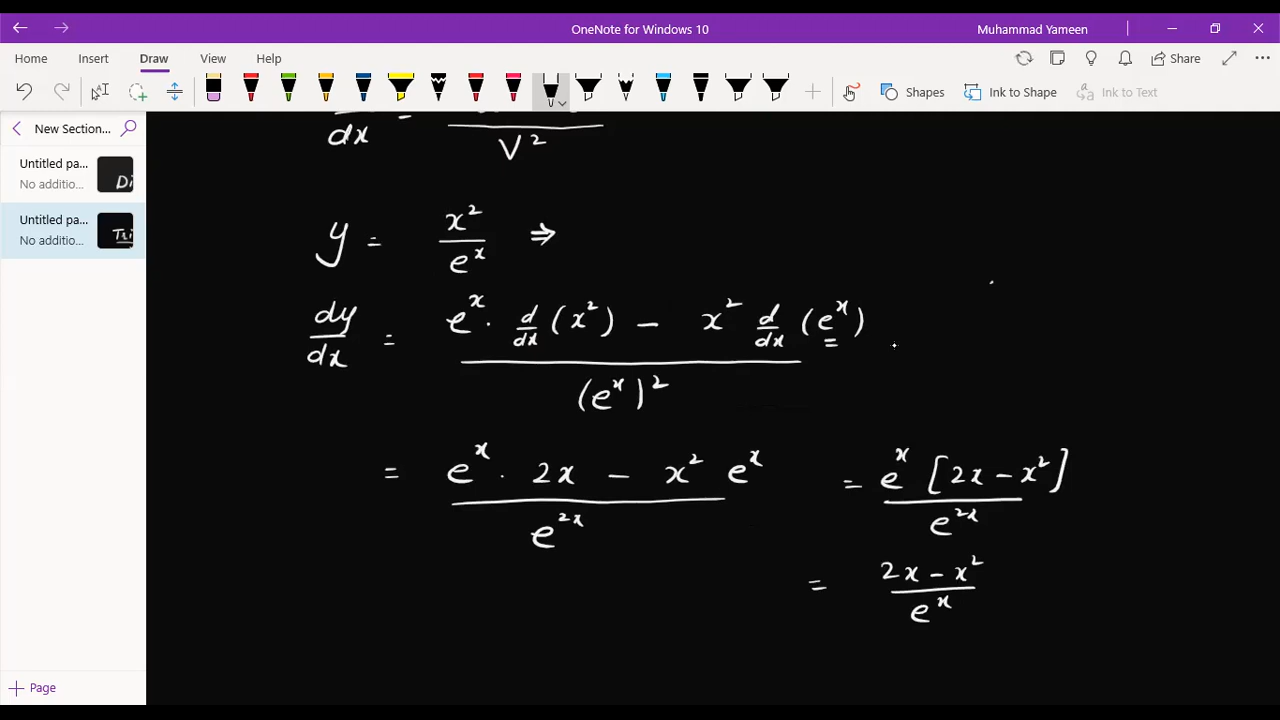 OneNote for Windows 10
Muhammad Yameen
Home Insert Draw View Help
Share
Shapes Ink to Shape Ink to Text
New Section...
Untitled pa...
No additio...
Di
Untitled pa...
No additio...
Tri
Page
dx = V²
y = x²/eˣ ⇒
dy/dx = (eˣ · d/dx (x²) − x² d/dx (eˣ))/(eˣ)²
= (eˣ · 2x − x² eˣ)/e²ˣ = eˣ [2x − x²]/e²ˣ
= (2x − x²)/eˣ